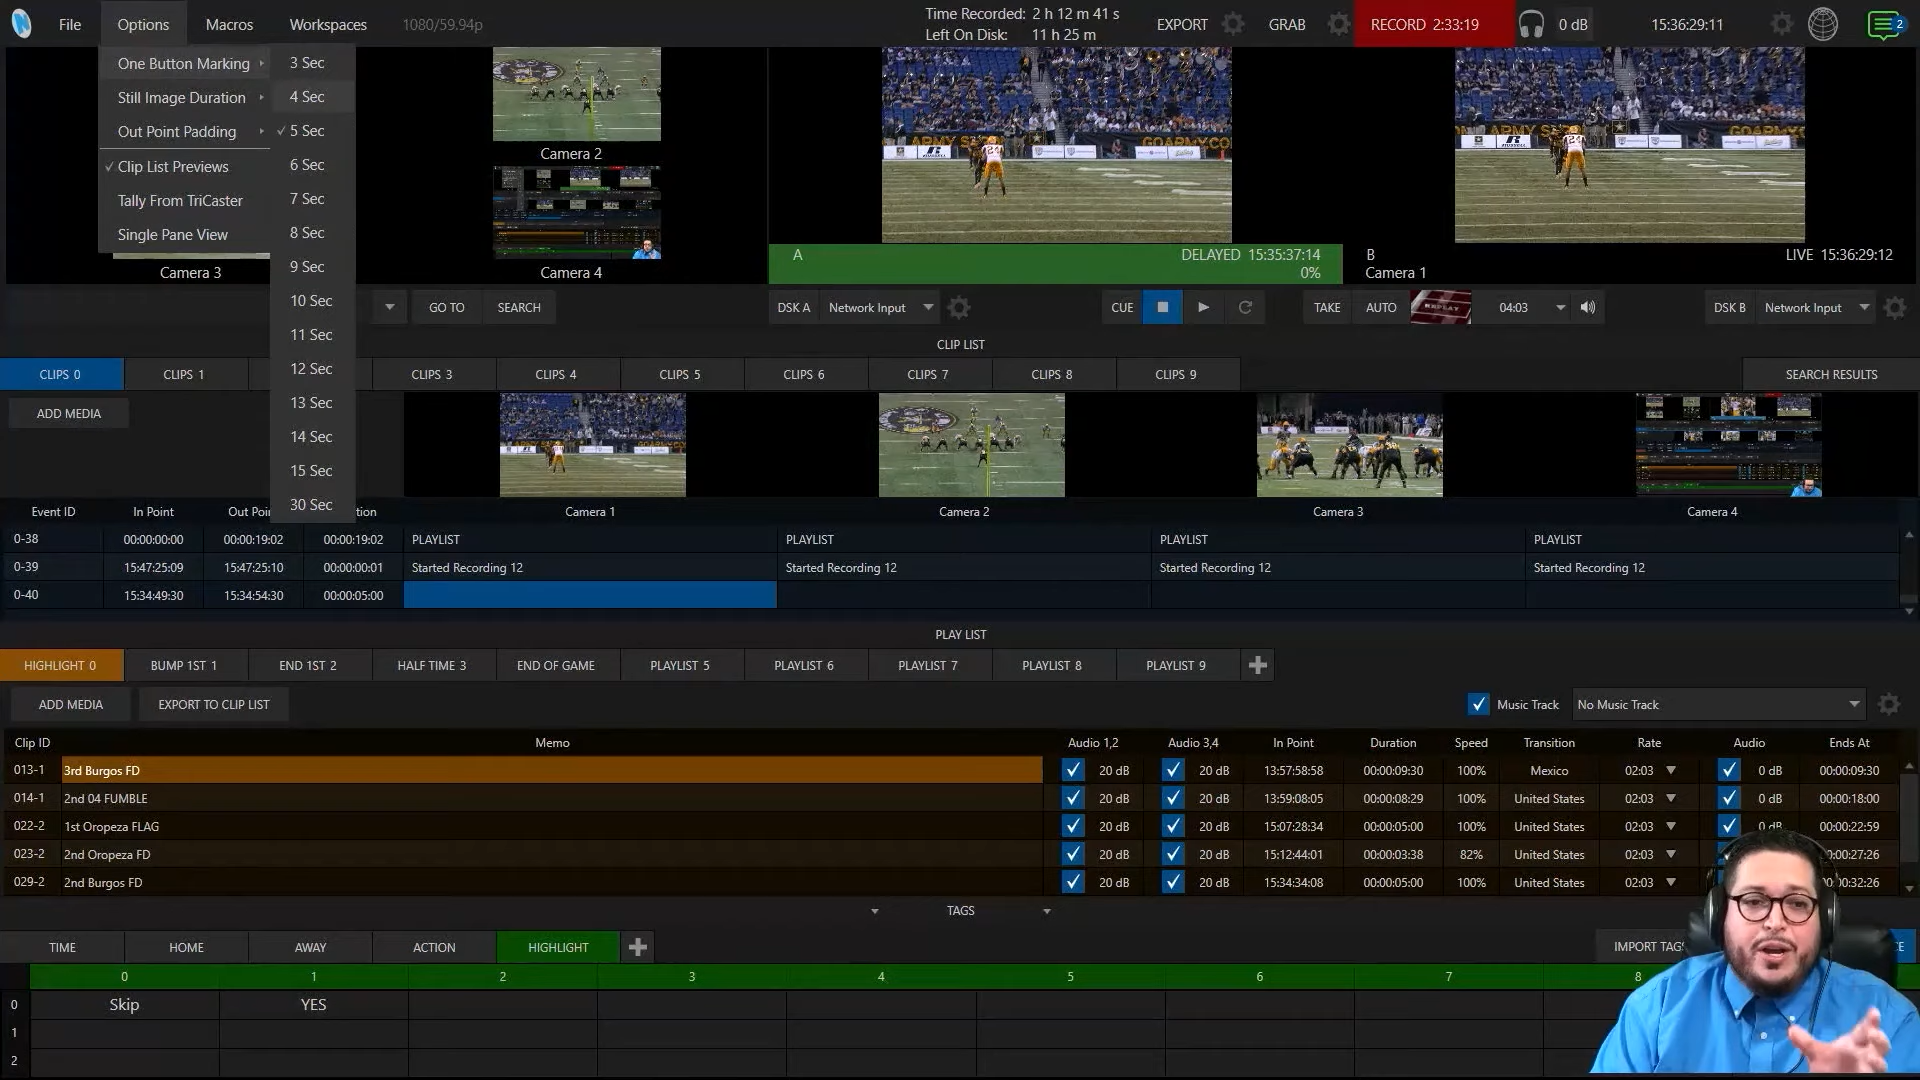 File Options Macros Workspaces 1080/59.94p
Time Recorded: 2 h 12 m 41 s
Left On Disk: 11 h 25 m
EXPORT GRAB RECORD 2:33:19 0 dB 15:36:29:11 2
One Button Marking
Still Image Duration
Out Point Padding
Clip List Previews
Tally From TriCaster
Single Pane View
3 Sec
4 Sec
5 Sec
6 Sec
7 Sec
8 Sec
9 Sec
10 Sec
11 Sec
12 Sec
13 Sec
14 Sec
15 Sec
30 Sec
Camera 2
Camera 3 Camera 4
A DELAYED 15:35:37:14
0%
B LIVE 15:36:29:12
Camera 1
GO TO SEARCH DSK A Network Input CUE TAKE AUTO REPLAY 04:03 DSK B Network Input
CLIP LIST
CLIPS 0 CLIPS 1 CLIPS 3 CLIPS 4 CLIPS 5 CLIPS 6 CLIPS 7 CLIPS 8 CLIPS 9 SEARCH RESULTS
ADD MEDIA
Event ID In Point Out Poi tion Camera 1 Camera 2 Camera 3 Camera 4
0-38 00:00:00:00 00:00:19:02 00:00:19:02 PLAYLIST PLAYLIST PLAYLIST PLAYLIST
0-39 15:47:25:09 15:47:25:10 00:00:00:01 Started Recording 12 Started Recording 12 Started Recording 12 Started Recording 12
0-40 15:34:49:30 15:34:54:30 00:00:05:00
PLAY LIST
HIGHLIGHT 0 BUMP 1ST 1 END 1ST 2 HALF TIME 3 END OF GAME PLAYLIST 5 PLAYLIST 6 PLAYLIST 7 PLAYLIST 8 PLAYLIST 9
ADD MEDIA EXPORT TO CLIP LIST Music Track No Music Track
Clip ID Memo Audio 1,2 Audio 3,4 In Point Duration Speed Transition Rate Audio Ends At
013-1 3rd Burgos FD 20 dB 20 dB 13:57:58:58 00:00:09:30 100% Mexico 02:03 0 dB 00:00:09:30
014-1 2nd 04 FUMBLE 20 dB 20 dB 13:59:08:05 00:00:08:29 100% United States 02:03 0 dB 00:00:18:00
022-2 1st Oropeza FLAG 20 dB 20 dB 15:07:28:34 00:00:05:00 100% United States 02:03 0 dB 00:00:22:59
023-2 2nd Oropeza FD 20 dB 20 dB 15:12:44:01 00:00:03:38 82% United States 02:03 00:00:27:26
029-2 2nd Burgos FD 20 dB 20 dB 15:34:34:08 00:00:05:00 100% United States 02:03 00:00:32:26
TAGS
TIME HOME AWAY ACTION HIGHLIGHT IMPORT TAGS
0 1 2 3 4 5 6 7 8
0 Skip YES
1
2